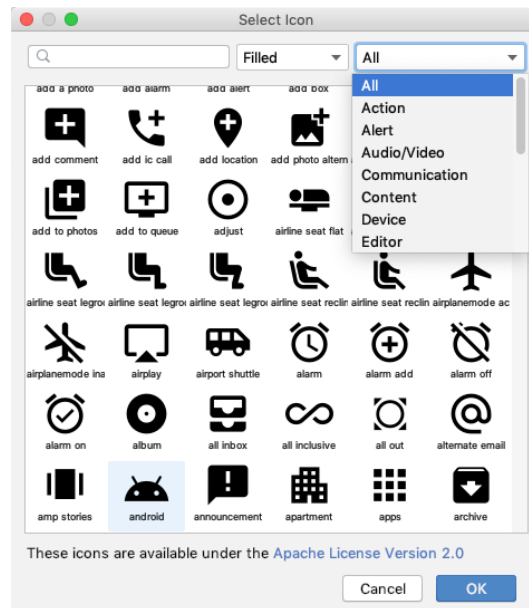 Select Icon
Filled
All
All
Action
Alert
Audio/Video
Communication
Content
Device
Editor
add a photo add alarm add alert add box
add comment add ic call add location add photo altern
add to photos add to queue adjust airline seat flat
airline seat legroo airline seat legroo airline seat legroo airline seat reclin airline seat reclin airplanemode ac
airplanemode ina airplay airport shuttle alarm alarm add alarm off
alarm on album all inbox all inclusive all out alternate email
amp stories android announcement apartment apps archive
These icons are available under the Apache License Version 2.0
Cancel OK